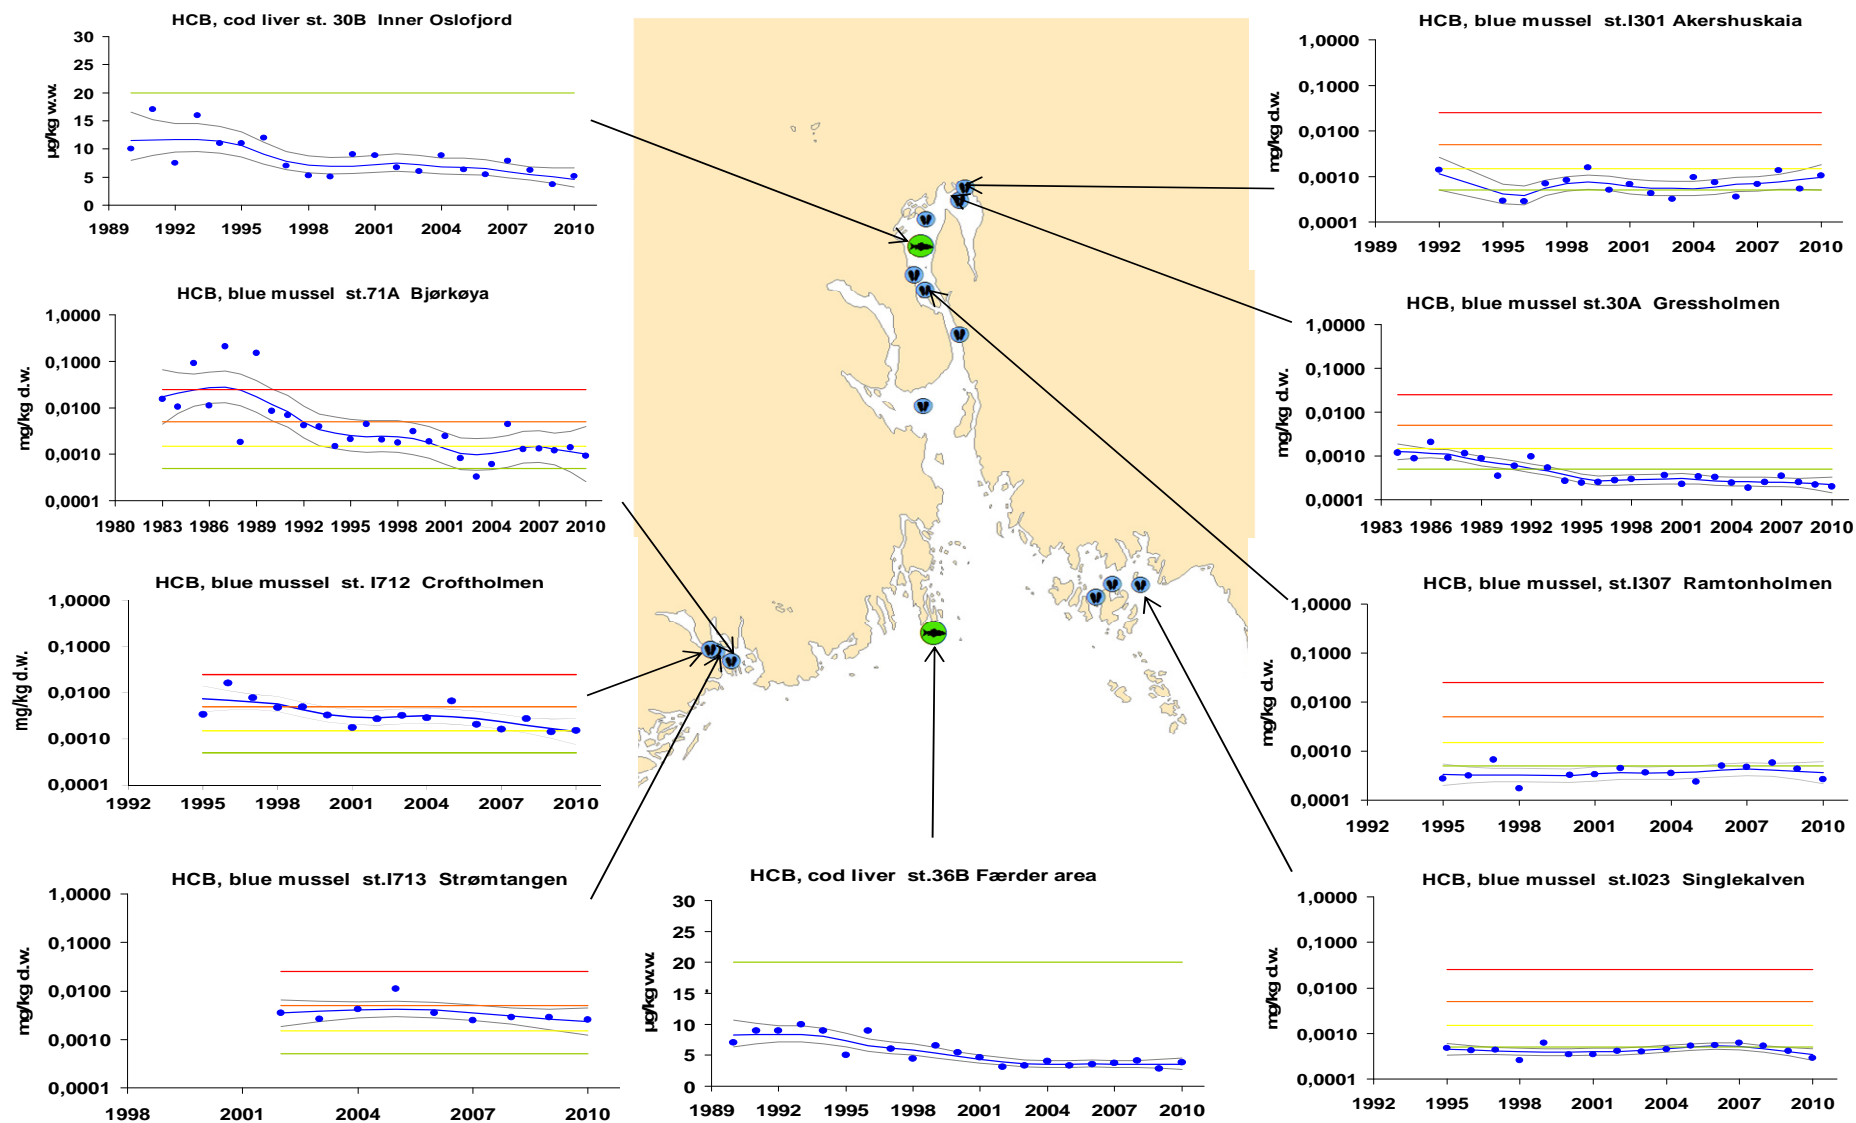 HCB, cod liver st. 30B Inner Oslofjord
30
25
20
15
10
5
0
µg/kg w.w.
1989 1992 1995 1998 2001 2004 2007 2010
HCB, blue mussel st.71A Bjørkøya
1,0000
0,1000
0,0100
0,0010
0,0001
mg/kg d.w.
1980 1983 1986 1989 1992 1995 1998 2001 2004 2007 2010
HCB, blue mussel st. I712 Croftholmen
1,0000
0,1000
0,0100
0,0010
0,0001
mg/kg d.w.
1992 1995 1998 2001 2004 2007 2010
HCB, blue mussel st.I713 Strømtangen
1,0000
0,1000
0,0100
0,0010
0,0001
mg/kg d.w.
1998 2001 2004 2007 2010
HCB, cod liver st.36B Færder area
30
25
20
15
10
5
0
µg/kg w.w.
1989 1992 1995 1998 2001 2004 2007 2010
HCB, blue mussel st.I301 Akershuskaia
1,0000
0,1000
0,0100
0,0010
0,0001
mg/kg d.w.
1989 1992 1995 1998 2001 2004 2007 2010
HCB, blue mussel st.30A Gressholmen
1,0000
0,1000
0,0100
0,0010
0,0001
mg/kg d.w.
1983 1986 1989 1992 1995 1998 2001 2004 2007 2010
HCB, blue mussel, st.I307 Ramtonholmen
1,0000
0,1000
0,0100
0,0010
0,0001
mg/kg d.w.
1992 1995 1998 2001 2004 2007 2010
HCB, blue mussel st.I023 Singlekalven
1,0000
0,1000
0,0100
0,0010
0,0001
mg/kg d.w.
1992 1995 1998 2001 2004 2007 2010